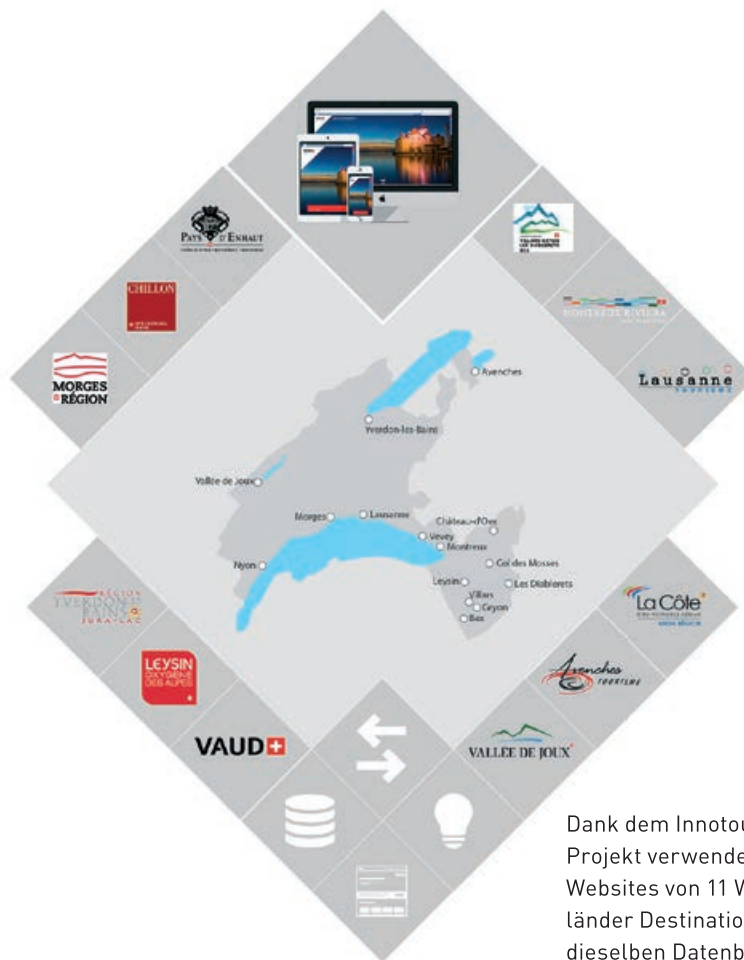 PAYS D'ENHAUT
CHILLON
MORGES
RÉGION
Lausanne
TOURISME
Avenches
Yverdon-les-Bains
Vallée de Joux
Morges
Lausanne
Château-d'Oex
Vevey
Montreux
Nyon
Col des Mosses
Leysin
Les Diablerets
Villars
Gryon
Bex
RÉGION
YVERDON LES
BAINS
JURA-LAC
LEYSIN
OXYGÈNE
DES ALPES
VAUD
La Côte
NYON RÉGION
Avenches
TOURISME
VALLÉE DE JOUX
Dank dem Innotou
Projekt verwende
Websites von 11 W
länder Destinatio
dieselben Datenb